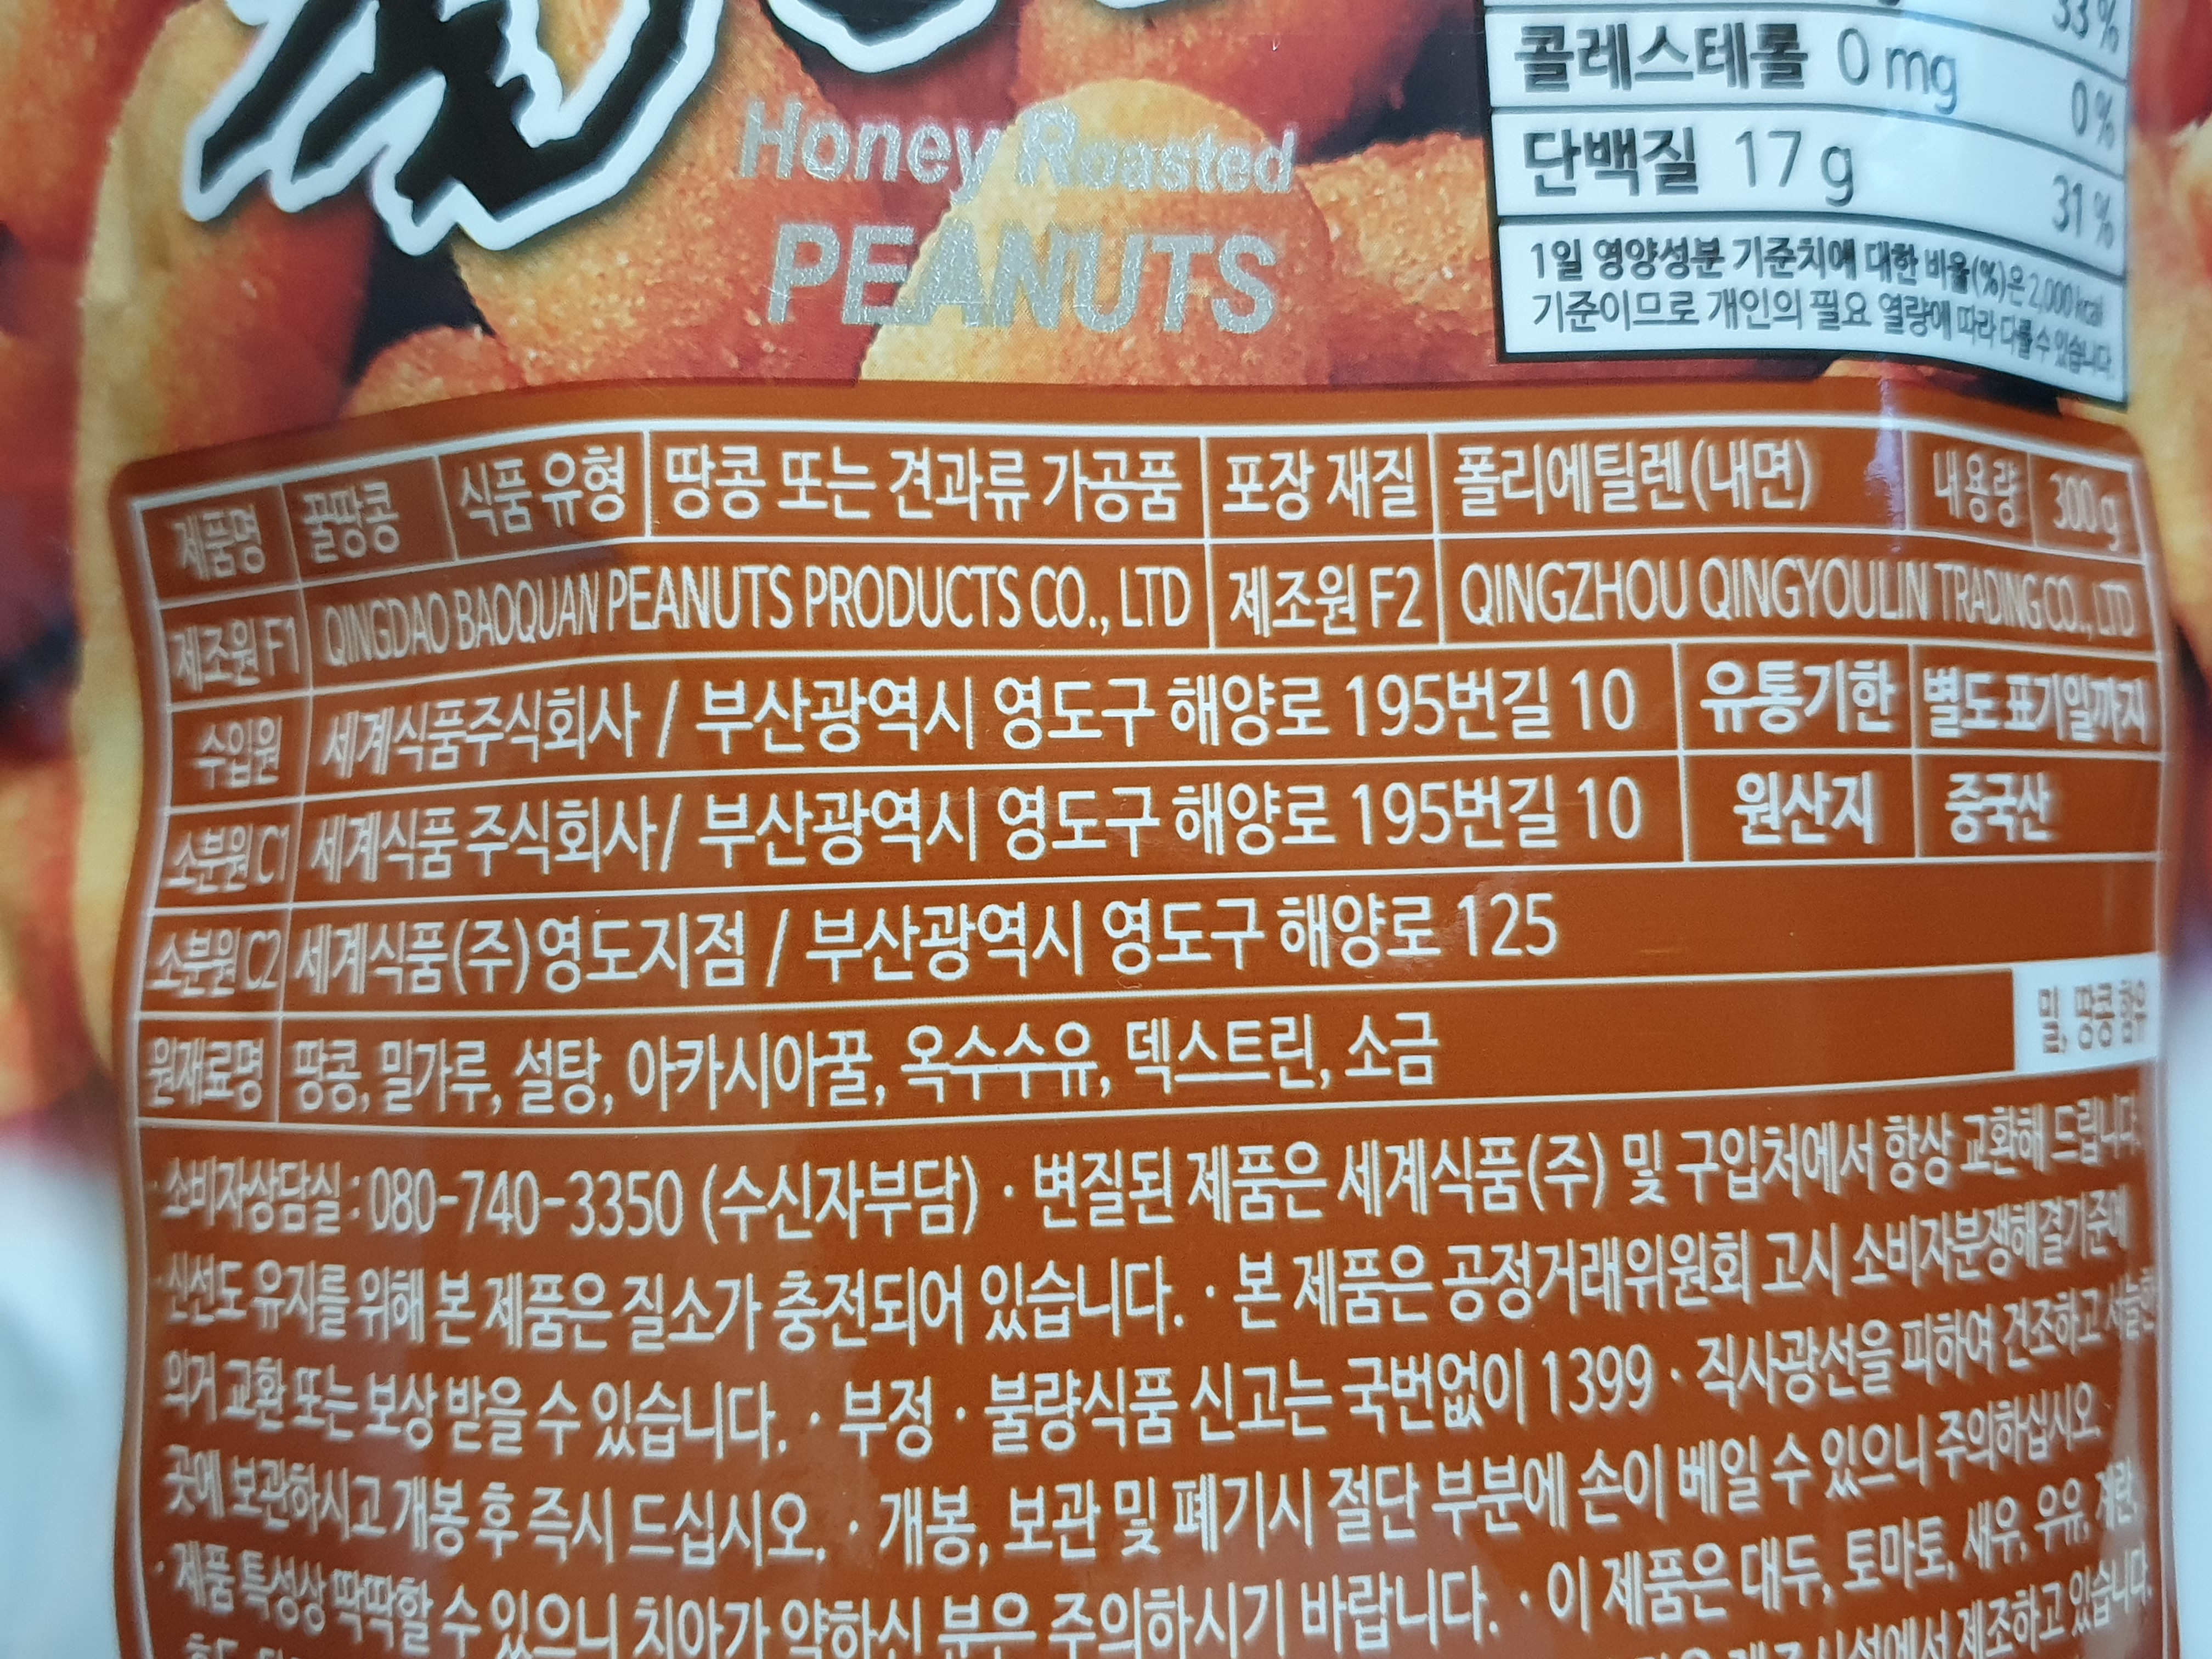 Honey Roasted
PEANUTS
33%
콜레스테롤 0 mg 0%
단백질 17 g 31%
1일 영양성분 기준치에 대한 비율(%)은 2,000 kcal
기준이므로 개인의 필요 열량에 따라 다를 수 있습니다.
제품명 꿀땅콩 식품 유형 땅콩 또는 견과류 가공품 포장 재질 폴리에틸렌(내면) 내용량 300 g
제조원 F1 QINGDAO BAOQUAN PEANUTS PRODUCTS CO., LTD 제조원 F2 QINGZHOU QINGYOULIN TRADING CO., LTD
수입원 세계식품주식회사 / 부산광역시 영도구 해양로 195번길 10 유통기한 별도 표기일까지
소분원 C1 세계식품 주식회사/ 부산광역시 영도구 해양로 195번길 10 원산지 중국산
소분원 C2 세계식품(주)영도지점 / 부산광역시 영도구 해양로 125
원재료명 땅콩, 밀가루, 설탕, 아카시아꿀, 옥수수유, 덱스트린, 소금 밀, 땅콩 함유
· 소비자상담실 : 080-740-3350 (수신자부담) · 변질된 제품은 세계식품(주) 및 구입처에서 항상 교환해 드립니다.
· 신선도 유지를 위해 본 제품은 질소가 충전되어 있습니다. · 본 제품은 공정거래위원회 고시 소비자분쟁해결기준에
의거 교환 또는 보상 받을 수 있습니다. · 부정 · 불량식품 신고는 국번없이 1399 · 직사광선을 피하여 건조하고 서늘한
곳에 보관하시고 개봉 후 즉시 드십시오. · 개봉, 보관 및 폐기시 절단 부분에 손이 베일 수 있으니 주의하십시오.
· 제품 특성상 딱딱할 수 있으니 치아가 약하신 분은 주의하시기 바랍니다. · 이 제품은 대두, 토마토, 새우, 우유, 계란,
제조하고 있습니다.